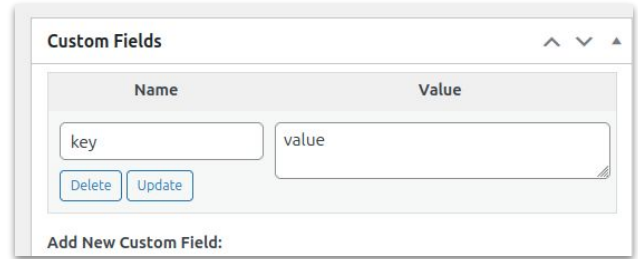 Custom Fields
Name Value
key value
Delete Update
Add New Custom Field: